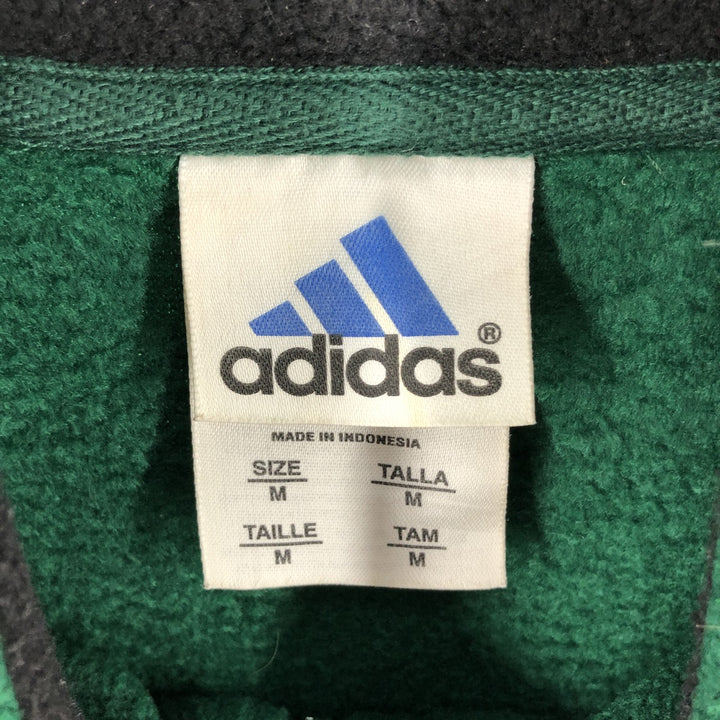 adidas®
MADE IN INDONESIA
SIZE TALLA
M M
TAILLE TAM
M M